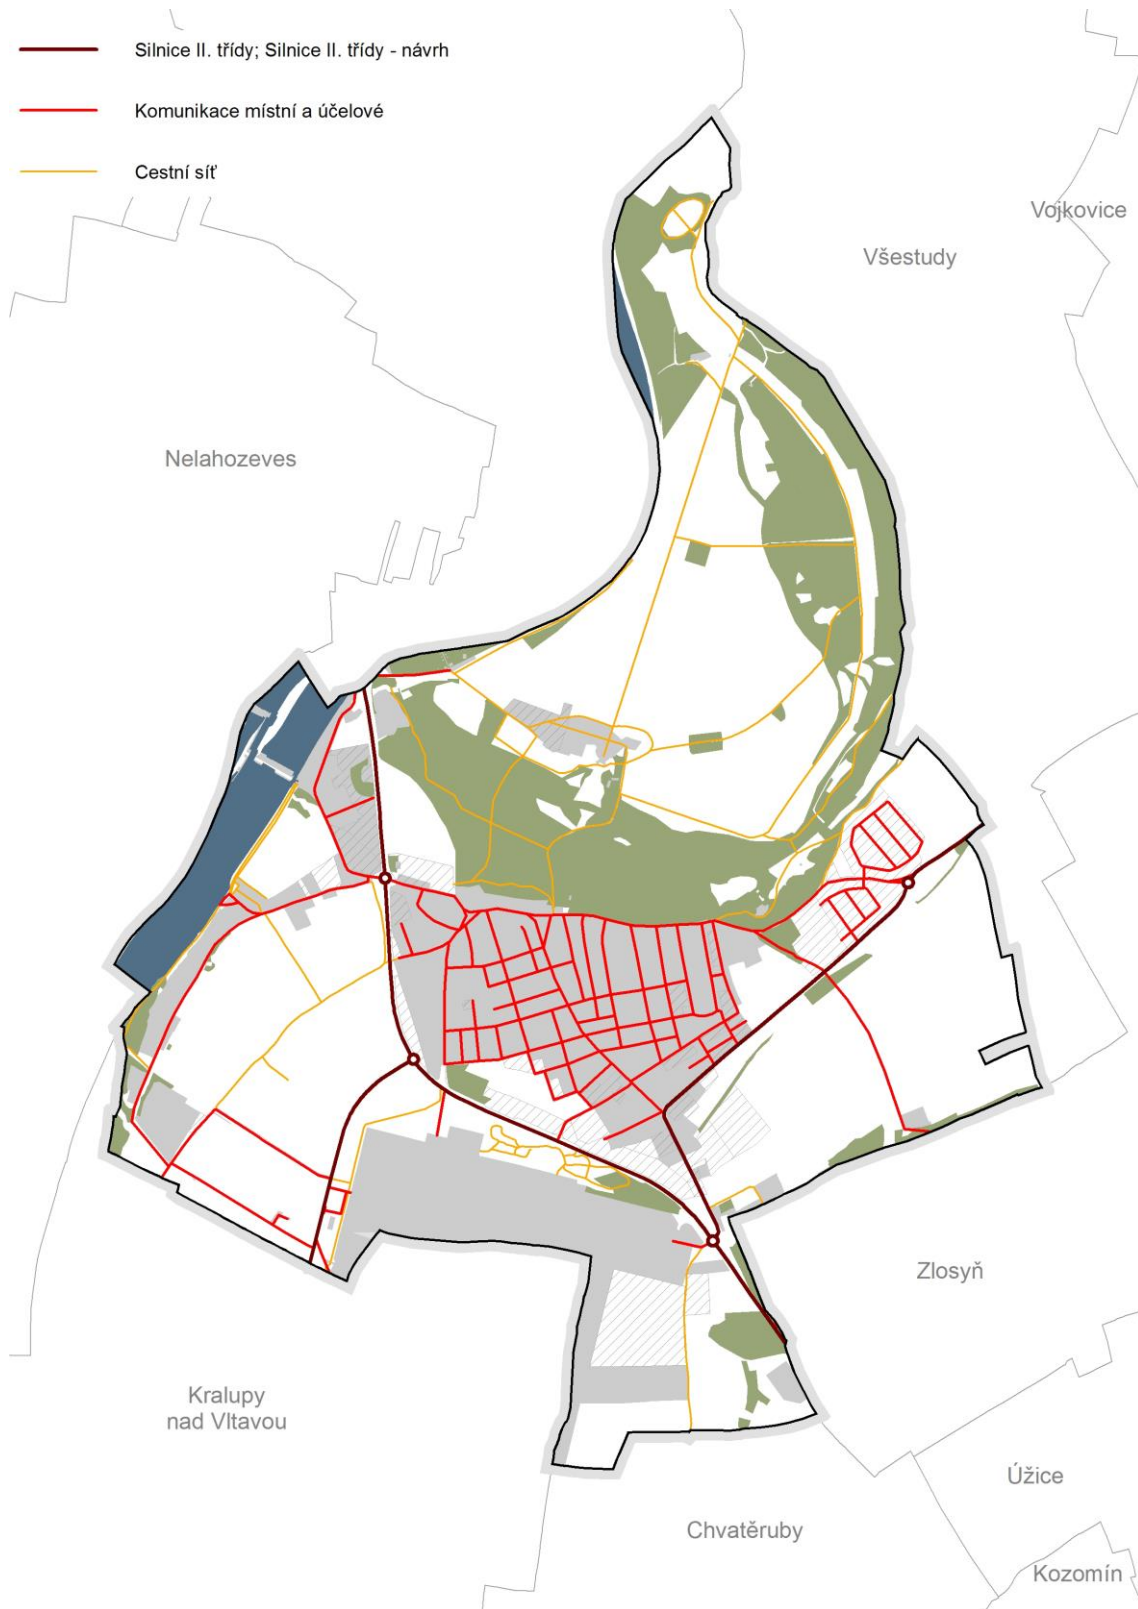 Silnice II. třídy; Silnice II. třídy - návrh
Komunikace místní a účelové
Cestní síť
Vojkovice
Všestudy
Nelahozeves
Zlosyň
Kralupy
nad Vltavou
Úžice
Chvatěruby
Kozomín